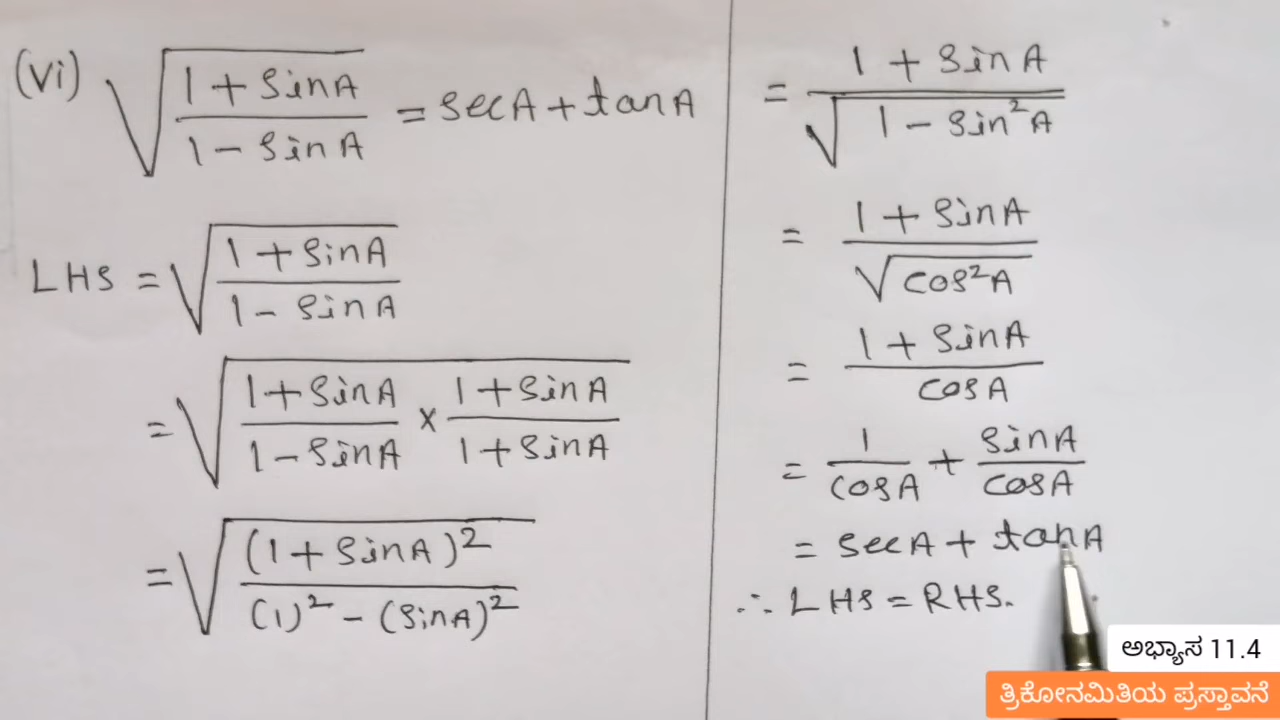 (vi) √((1 + sinA)/(1 - sinA)) = secA + tanA
LHS = √((1 + sinA)/(1 - sinA))
= √((1 + sinA)/(1 - sinA) × (1 + sinA)/(1 + sinA))
= √((1 + sinA)²/((1)² - (sinA)²))
= (1 + sinA)/√(1 - sin²A)
= (1 + sinA)/√(cos²A)
= (1 + sinA)/cosA
= 1/cosA + sinA/cosA
= secA + tanA
∴ LHS = RHS.
ಅಭ್ಯಾಸ 11.4
ತ್ರಿಕೋನಮಿತಿಯ ಪ್ರಸ್ತಾವನೆ